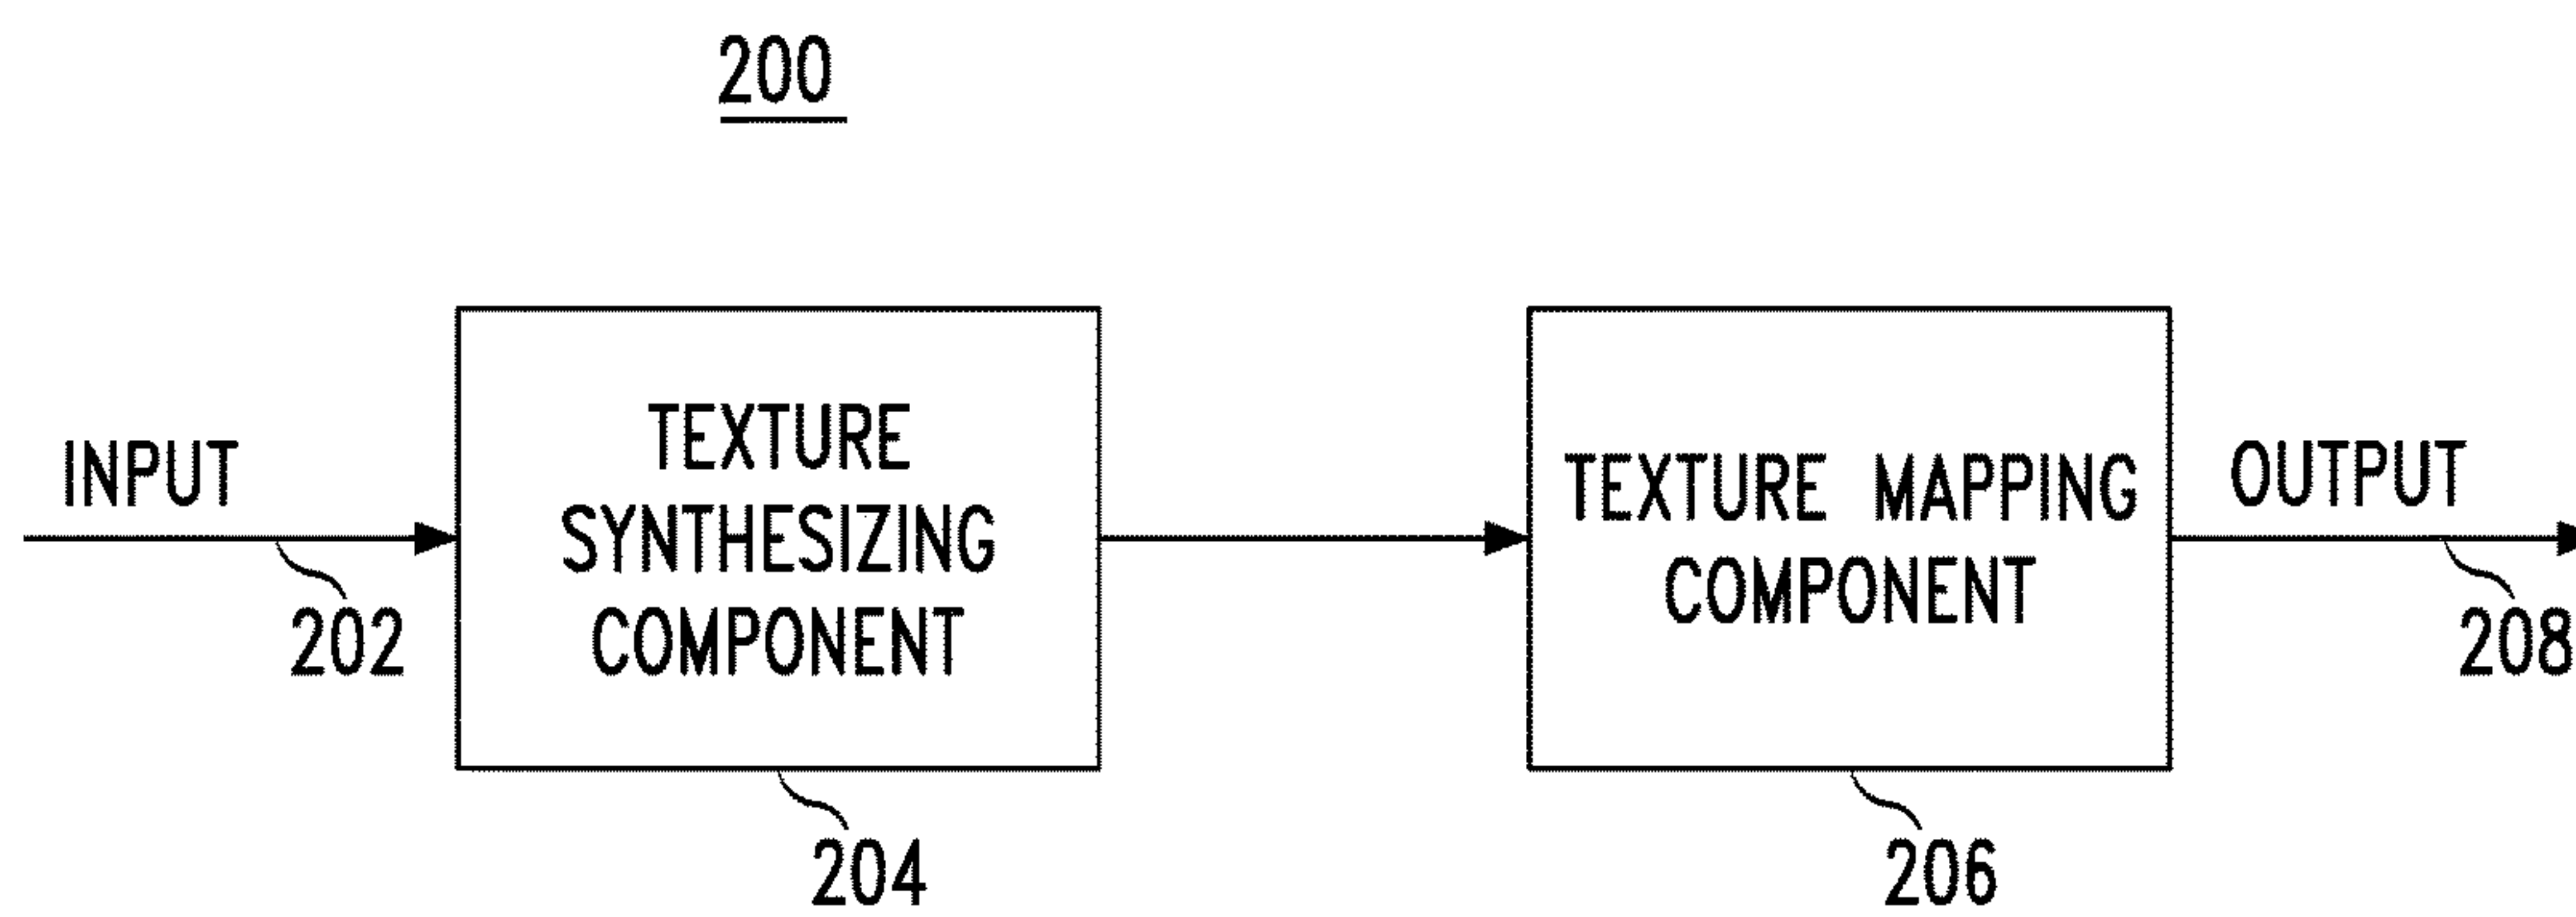 200
INPUT
202
TEXTURE
SYNTHESIZING
COMPONENT
204
TEXTURE MAPPING
COMPONENT
206
OUTPUT
208